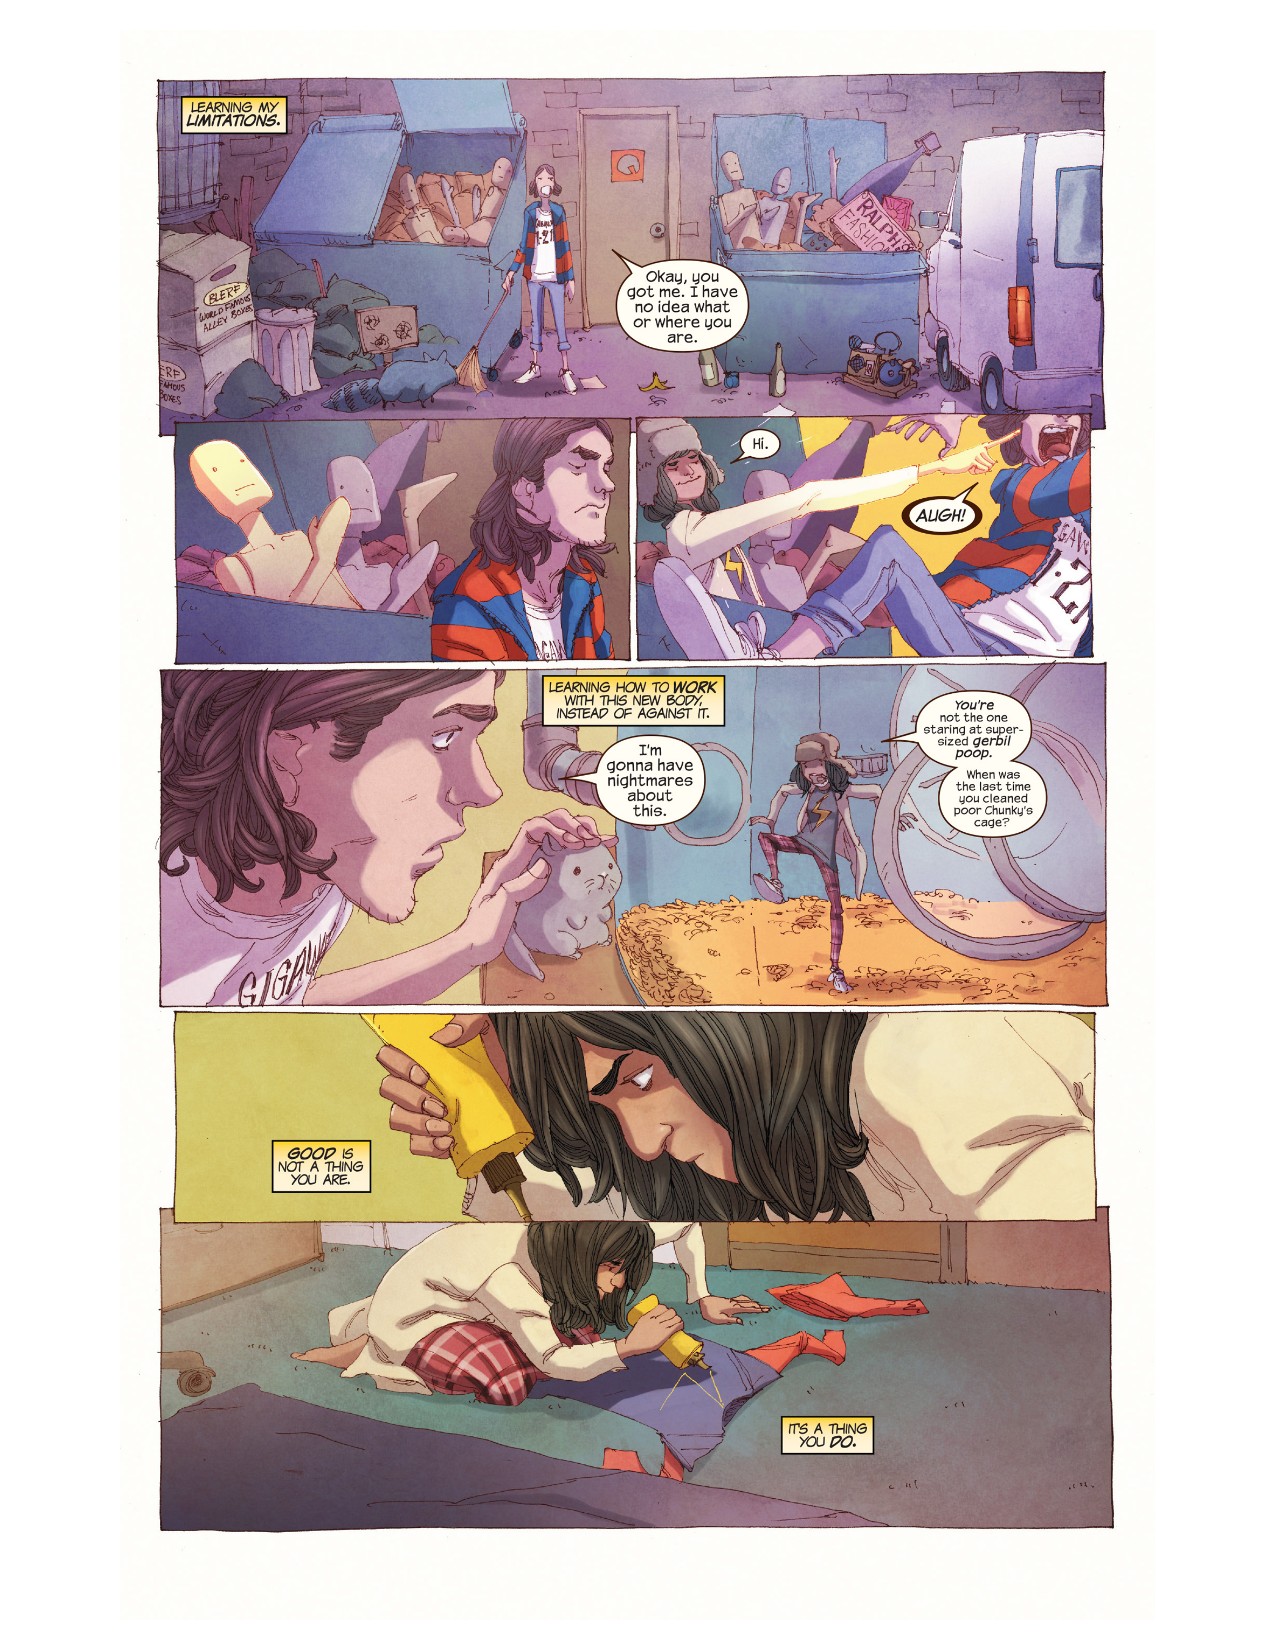 LEARNING MY
LIMITATIONS.
Q
RALPH'S
FASHION
BLERF
WORLD FAMOUS
ALLEY BOXES
Okay, you
got me. I have
no idea what
or where you
are.
Hi.
AUGH!
LEARNING HOW TO WORK
WITH THIS NEW BODY,
INSTEAD OF AGAINST IT.
I'm
gonna have
nightmares
about
this.
You're
not the one
staring at super-
sized gerbil
poop.
When was
the last time
you cleaned
poor Chunky's
cage?
GOOD IS
NOT A THING
YOU ARE.
IT'S A THING
YOU DO.